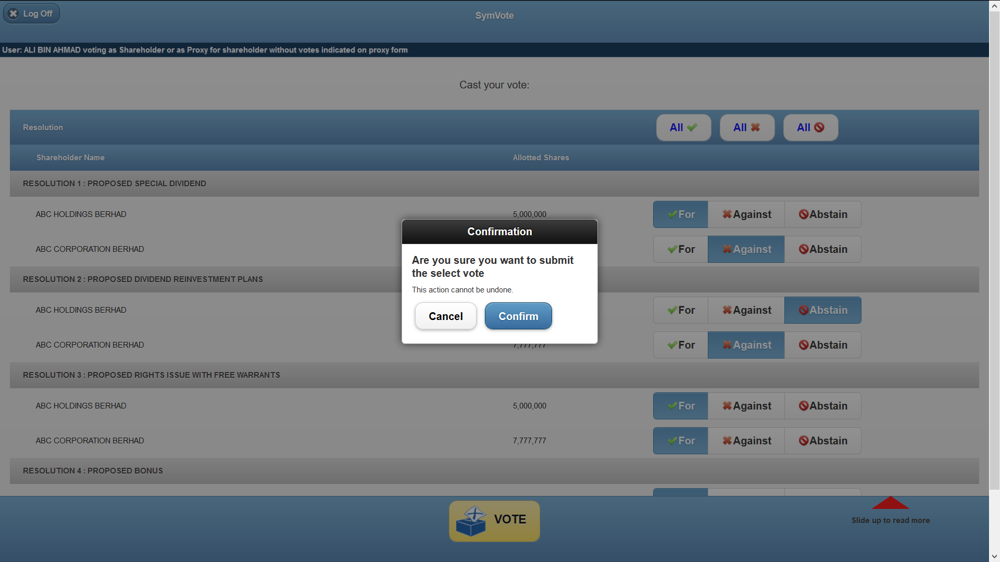 Log Off
SymVote
User: ALI BIN AHMAD voting as Shareholder or as Proxy for shareholder without votes indicated on proxy form
Cast your vote:
Resolution All All All
Shareholder Name Allotted Shares
RESOLUTION 1 : PROPOSED SPECIAL DIVIDEND
ABC HOLDINGS BERHAD 5,000,000 For Against Abstain
ABC CORPORATION BERHAD For Against Abstain
RESOLUTION 2 : PROPOSED DIVIDEND REINVESTMENT PLANS
ABC HOLDINGS BERHAD For Against Abstain
ABC CORPORATION BERHAD 7,777,777 For Against Abstain
RESOLUTION 3 : PROPOSED RIGHTS ISSUE WITH FREE WARRANTS
ABC HOLDINGS BERHAD 5,000,000 For Against Abstain
ABC CORPORATION BERHAD 7,777,777 For Against Abstain
RESOLUTION 4 : PROPOSED BONUS
Confirmation
Are you sure you want to submit
the select vote
This action cannot be undone.
Cancel Confirm
VOTE
Slide up to read more